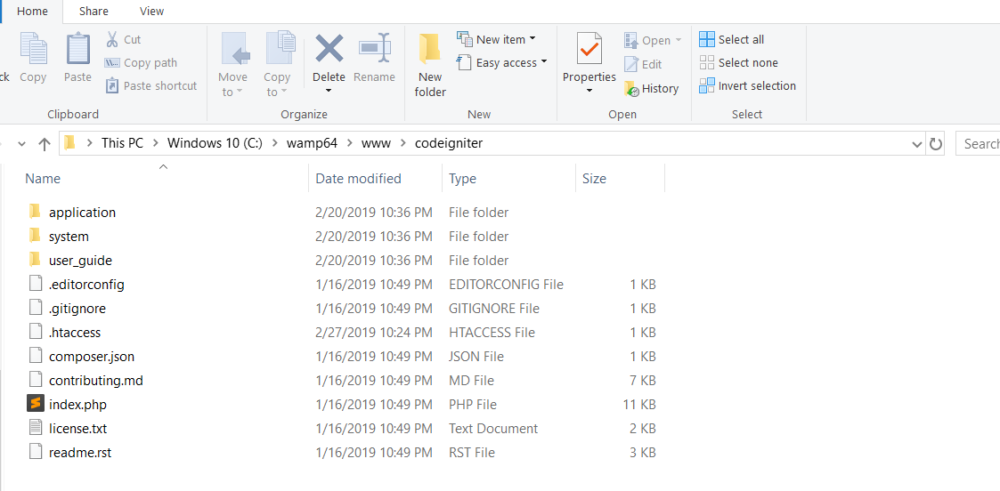 Home Share View
Cut New item Open Select all
Copy path Easy access Edit Select none
ck Copy Paste Paste shortcut Move to Copy to Delete Rename New folder Properties History Invert selection
Clipboard Organize New Open Select
This PC Windows 10 (C:) wamp64 www codeigniter Search
Name Date modified Type Size
application 2/20/2019 10:36 PM File folder
system 2/20/2019 10:36 PM File folder
user_guide 2/20/2019 10:36 PM File folder
.editorconfig 1/16/2019 10:49 PM EDITORCONFIG File 1 KB
.gitignore 1/16/2019 10:49 PM GITIGNORE File 1 KB
.htaccess 2/27/2019 10:24 PM HTACCESS File 1 KB
composer.json 1/16/2019 10:49 PM JSON File 1 KB
contributing.md 1/16/2019 10:49 PM MD File 7 KB
index.php 1/16/2019 10:49 PM PHP File 11 KB
license.txt 1/16/2019 10:49 PM Text Document 2 KB
readme.rst 1/16/2019 10:49 PM RST File 3 KB